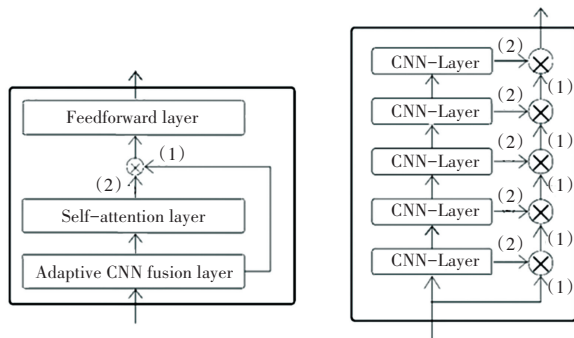 Feedforward layer
(1)
(2)
Self-attention layer
Adaptive CNN fusion layer
(2)
CNN-Layer
(1)
(2)
CNN-Layer
(1)
(2)
CNN-Layer
(1)
(2)
CNN-Layer
(1)
(2)
CNN-Layer
(1)